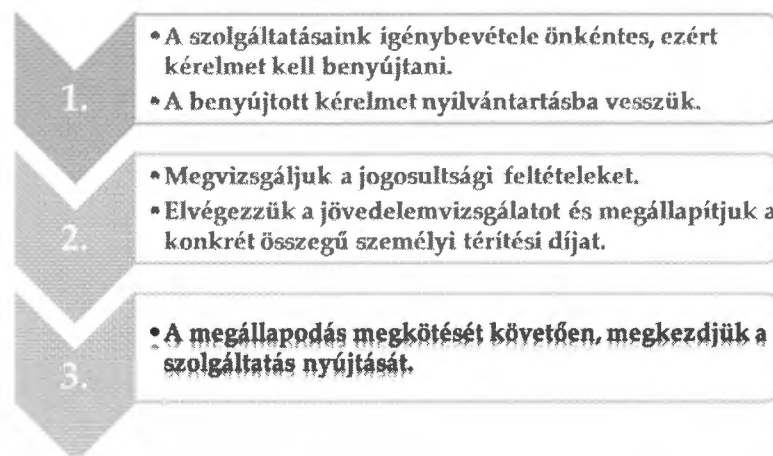 1.
• A szolgáltatásaink igénybevétele önkéntes, ezért
kérelmet kell benyújtani.
• A benyújtott kérelmet nyilvántartásba vesszük.
2.
• Megvizsgáljuk a jogosultsági feltételeket.
• Elvégezzük a jövedelemvizsgálatot és megállapítjuk a
konkrét összegű személyi térítési díjat.
3.
• A megállapodás megkötését követően, megkezdjük a
szolgáltatás nyújtását.